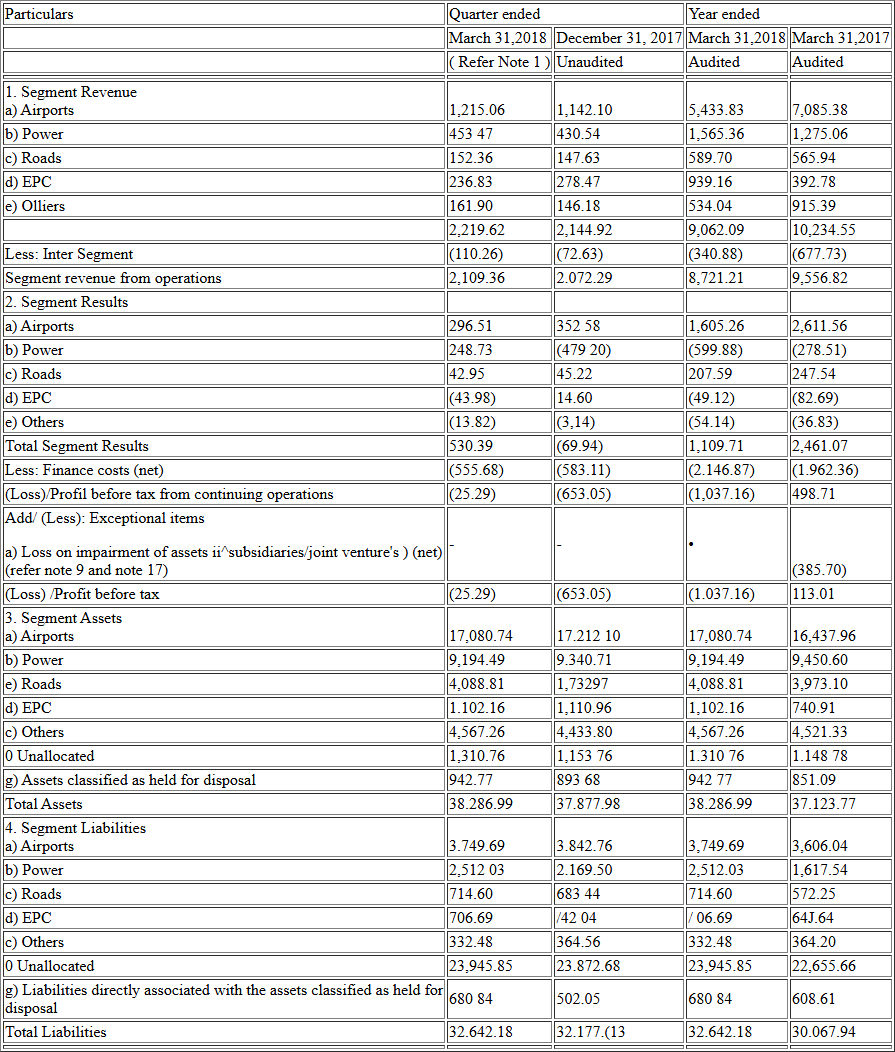 Particulars Quarter ended Year ended
March 31,2018 December 31, 2017 March 31,2018 March 31,2017
( Refer Note 1 ) Unaudited Audited Audited
1. Segment Revenue
a) Airports 1,215.06 1,142.10 5,433.83 7,085.38
b) Power 453 47 430.54 1,565.36 1,275.06
c) Roads 152.36 147.63 589.70 565.94
d) EPC 236.83 278.47 939.16 392.78
e) Olliers 161.90 146.18 534.04 915.39
2,219.62 2,144.92 9,062.09 10,234.55
Less: Inter Segment (110.26) (72.63) (340.88) (677.73)
Segment revenue from operations 2,109.36 2.072.29 8,721.21 9,556.82
2. Segment Results
a) Airports 296.51 352 58 1,605.26 2,611.56
b) Power 248.73 (479 20) (599.88) (278.51)
c) Roads 42.95 45.22 207.59 247.54
d) EPC (43.98) 14.60 (49.12) (82.69)
e) Others (13.82) (3,14) (54.14) (36.83)
Total Segment Results 530.39 (69.94) 1,109.71 2,461.07
Less: Finance costs (net) (555.68) (583.11) (2.146.87) (1.962.36)
(Loss)/Profil before tax from continuing operations (25.29) (653.05) (1,037.16) 498.71
Add/ (Less): Exceptional items
a) Loss on impairment of assets ii^subsidiaries/joint venture's ) (net) - - •
(refer note 9 and note 17) (385.70)
(Loss) /Profit before tax (25.29) (653.05) (1.037.16) 113.01
3. Segment Assets
a) Airports 17,080.74 17.212 10 17,080.74 16,437.96
b) Power 9,194.49 9.340.71 9,194.49 9,450.60
e) Roads 4,088.81 1,73297 4,088.81 3,973.10
d) EPC 1.102.16 1,110.96 1,102.16 740.91
c) Others 4,567.26 4,433.80 4,567.26 4,521.33
0 Unallocated 1,310.76 1,153 76 1.310 76 1.148 78
g) Assets classified as held for disposal 942.77 893 68 942 77 851.09
Total Assets 38.286.99 37.877.98 38.286.99 37.123.77
4. Segment Liabilities
a) Airports 3.749.69 3.842.76 3,749.69 3,606.04
b) Power 2,512 03 2.169.50 2,512.03 1,617.54
c) Roads 714.60 683 44 714.60 572.25
d) EPC 706.69 /42 04 / 06.69 64J.64
c) Others 332.48 364.56 332.48 364.20
0 Unallocated 23,945.85 23.872.68 23,945.85 22,655.66
g) Liabilities directly associated with the assets classified as held for
disposal 680 84 502.05 680 84 608.61
Total Liabilities 32.642.18 32.177.(13 32.642.18 30.067.94